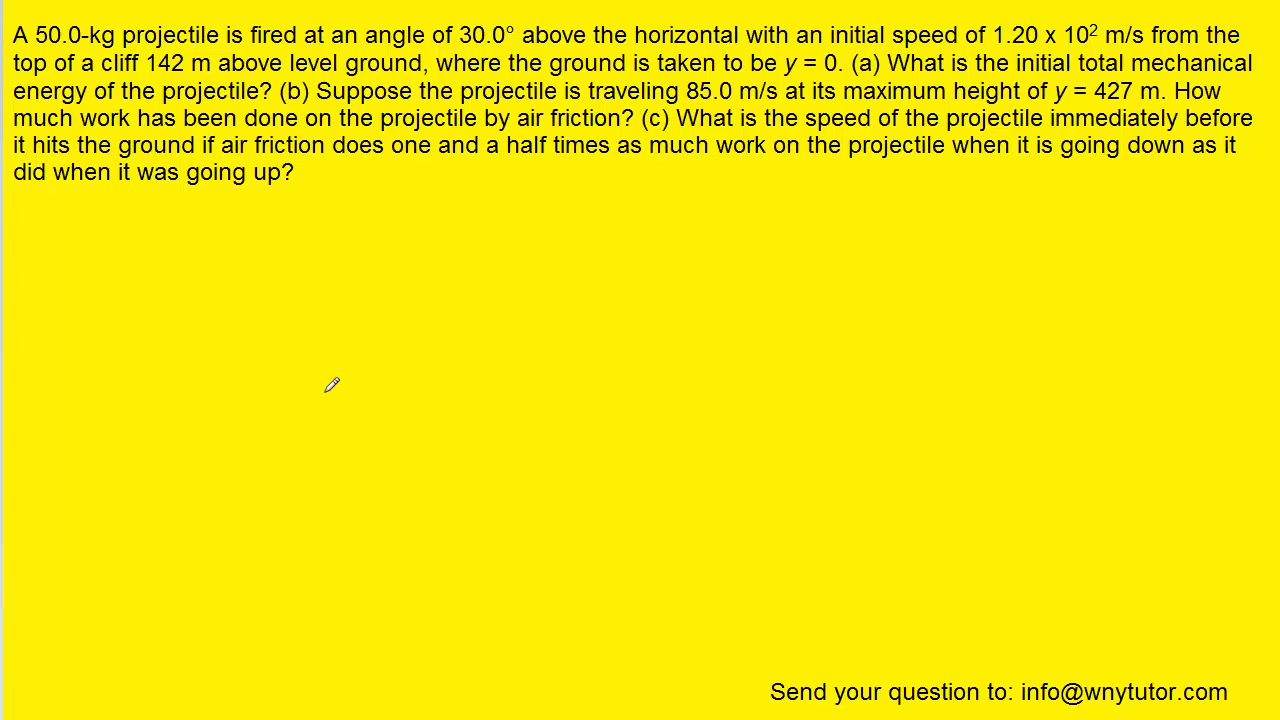 A 50.0-kg projectile is fired at an angle of 30.0° above the horizontal with an initial speed of 1.20 x 10² m/s from the
top of a cliff 142 m above level ground, where the ground is taken to be y = 0. (a) What is the initial total mechanical
energy of the projectile? (b) Suppose the projectile is traveling 85.0 m/s at its maximum height of y = 427 m. How
much work has been done on the projectile by air friction? (c) What is the speed of the projectile immediately before
it hits the ground if air friction does one and a half times as much work on the projectile when it is going down as it
did when it was going up?
Send your question to: info@wnytutor.com